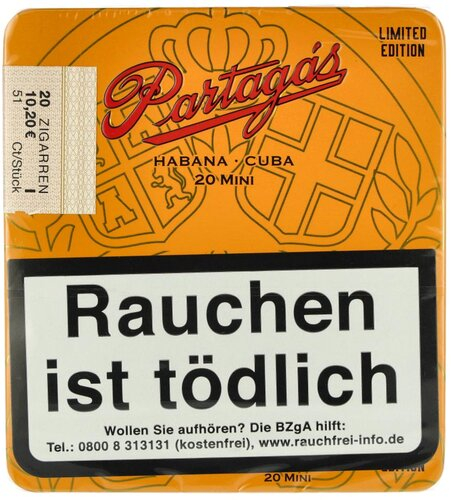 LIMITED
EDITION
Partagás
HABANA · CUBA
20 MINI
20 ZIGARREN I
10,20 €
51 Ct/Stück
Rauchen
ist tödlich
Wollen Sie aufhören? Die BZgA hilft:
Tel.: 0800 8 313131 (kostenfrei), www.rauchfrei-info.de
EDITION
20 MINI